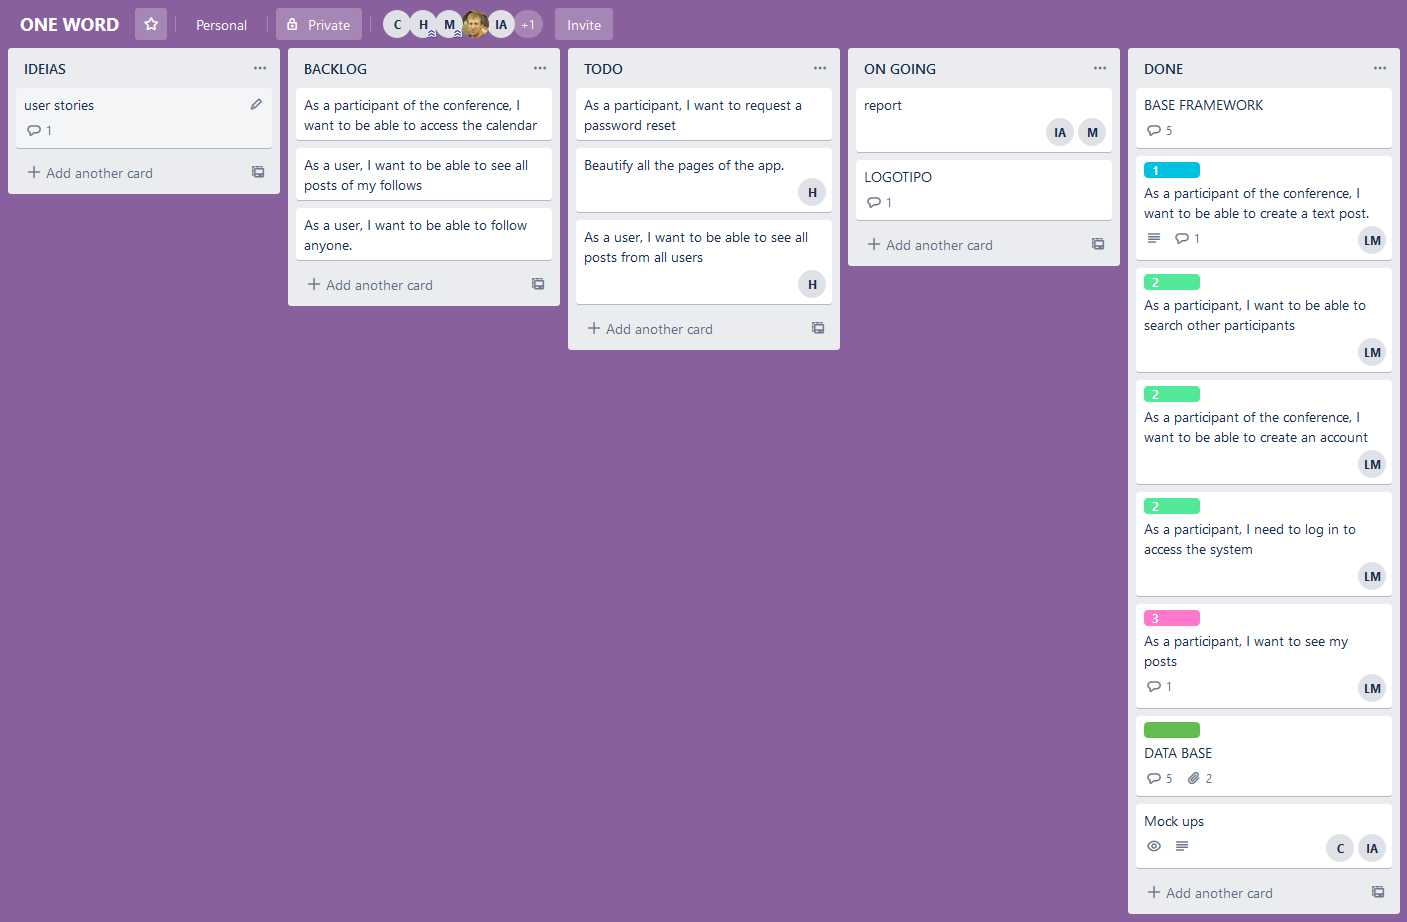 ONE WORD
Personal
Private
C
H
M
IA
+1
Invite
IDEIAS
user stories
1
Add another card
BACKLOG
As a participant of the conference, I
want to be able to access the calendar
As a user, I want to be able to see all
posts of my follows
As a user, I want to be able to follow
anyone.
Add another card
TODO
As a participant, I want to request a
password reset
Beautify all the pages of the app.
H
As a user, I want to be able to see all
posts from all users
H
Add another card
ON GOING
report
IA M
LOGOTIPO
1
Add another card
DONE
BASE FRAMEWORK
5
1
As a participant of the conference, I
want to be able to create a text post.
1
LM
2
As a participant, I want to be able to
search other participants
LM
2
As a participant of the conference, I
want to be able to create an account
LM
2
As a participant, I need to log in to
access the system
LM
3
As a participant, I want to see my
posts
1
LM
DATA BASE
5 2
Mock ups
C IA
Add another card